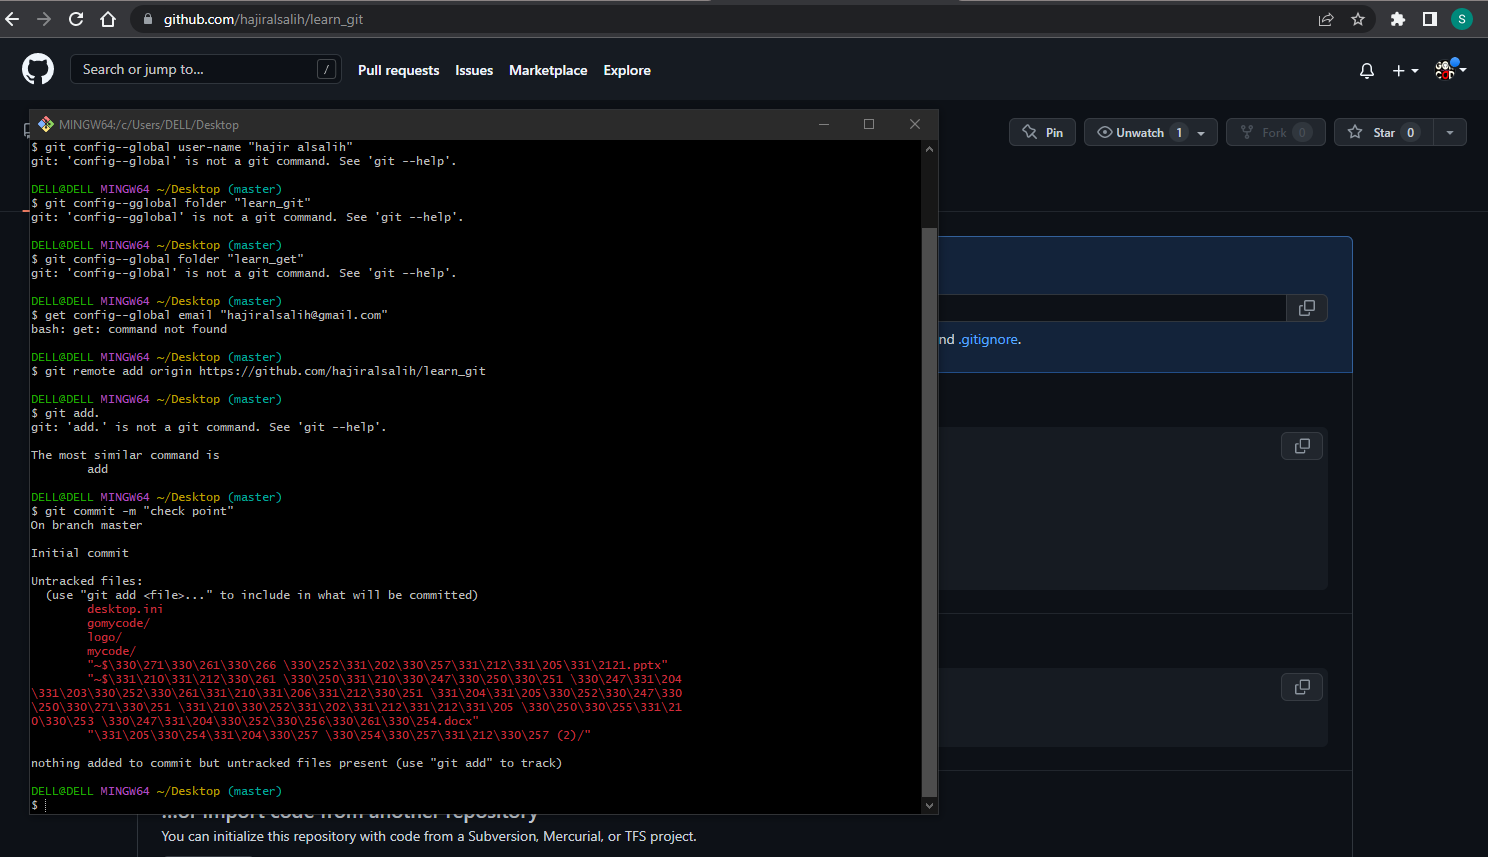 github.com/hajiralsalih/learn_git
S
Search or jump to...
/
Pull requests
Issues
Marketplace
Explore
MINGW64:/c/Users/DELL/Desktop
Pin
Unwatch 1
Fork 0
Star 0
$ git config--global user-name "hajir alsalih"
git: 'config--global' is not a git command. See 'git --help'.
DELL@DELL MINGW64 ~/Desktop (master)
$ git config--gglobal folder "learn_git"
git: 'config--gglobal' is not a git command. See 'git --help'.
DELL@DELL MINGW64 ~/Desktop (master)
$ git config--global folder "learn_get"
git: 'config--global' is not a git command. See 'git --help'.
DELL@DELL MINGW64 ~/Desktop (master)
$ get config--global email "hajiralsalih@gmail.com"
bash: get: command not found
nd .gitignore.
DELL@DELL MINGW64 ~/Desktop (master)
$ git remote add origin https://github.com/hajiralsalih/learn_git
DELL@DELL MINGW64 ~/Desktop (master)
$ git add.
git: 'add.' is not a git command. See 'git --help'.
The most similar command is
add
DELL@DELL MINGW64 ~/Desktop (master)
$ git commit -m "check point"
On branch master
Initial commit
Untracked files:
(use "git add <file>..." to include in what will be committed)
desktop.ini
gomycode/
logo/
mycode/
"~$\330\271\330\261\330\266 \330\252\331\202\330\257\331\212\331\205\331\2121.pptx"
"~$\331\210\331\212\330\261 \330\250\331\210\330\247\330\250\330\251 \330\247\331\204
\331\203\330\252\330\261\331\210\331\206\331\212\330\251 \331\204\331\205\330\252\330\247\330
\250\330\271\330\251 \331\210\330\252\331\202\331\212\331\212\331\205 \330\250\330\255\331\21
0\330\253 \330\247\331\204\330\252\330\256\330\261\330\254.docx"
"\331\205\330\254\331\204\330\257 \330\254\330\257\331\212\330\257 (2)/"
nothing added to commit but untracked files present (use "git add" to track)
DELL@DELL MINGW64 ~/Desktop (master)
$
...or import code from another repository
You can initialize this repository with code from a Subversion, Mercurial, or TFS project.